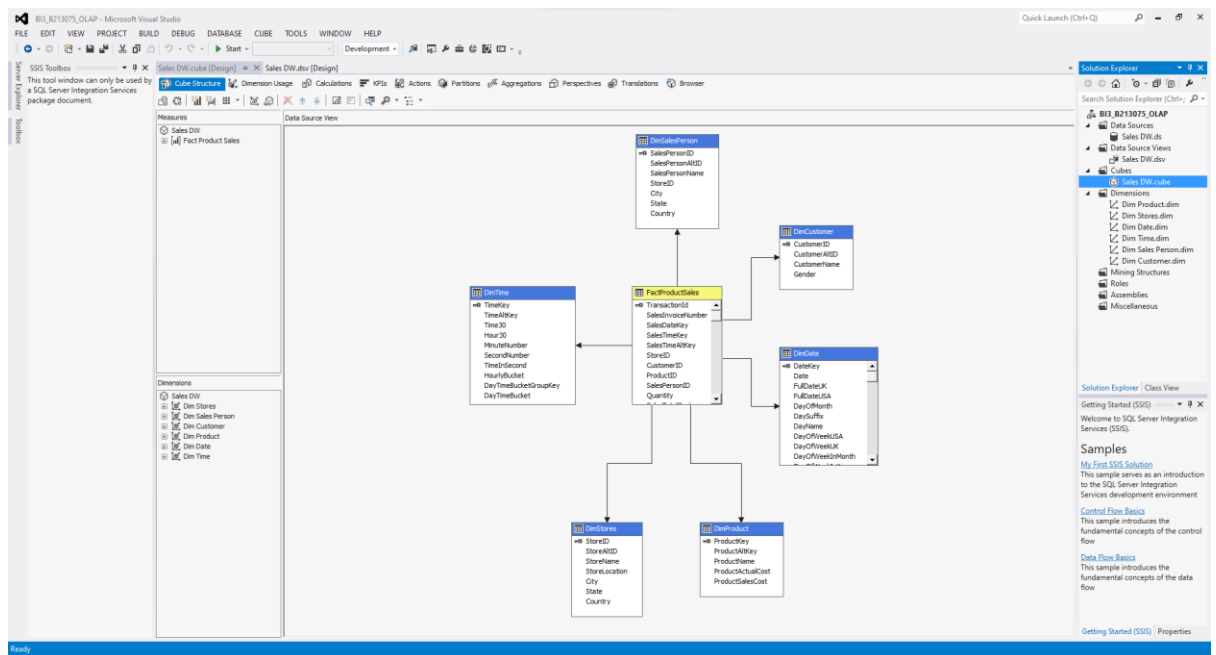 BI3_B213075_OLAP - Microsoft Visual Studio
Quick Launch (Ctrl+Q)
FILE EDIT VIEW PROJECT BUILD DEBUG DATABASE CUBE TOOLS WINDOW HELP
Start
Development
Server Explorer
Toolbox
SSIS Toolbox
This tool window can only be used by
a SQL Server Integration Services
package document.
Sales DW.cube [Design]
Sales DW.dsv [Design]
Cube Structure
Dimension Usage
Calculations
KPIs
Actions
Partitions
Aggregations
Perspectives
Translations
Browser
Measures
Sales DW
Fact Product Sales
Dimensions
Sales DW
Dim Stores
Dim Sales Person
Dim Customer
Dim Product
Dim Date
Dim Time
Data Source View
DimSalesPerson
SalesPersonID
SalesPersonAltID
SalesPersonName
StoreID
City
State
Country
DimCustomer
CustomerID
CustomerAltID
CustomerName
Gender
DimTime
TimeKey
TimeAltKey
Time30
Hour30
MinuteNumber
SecondNumber
TimeInSecond
HourlyBucket
DayTimeBucketGroupKey
DayTimeBucket
FactProductSales
TransactionId
SalesInvoiceNumber
SalesDateKey
SalesTimeKey
SalesTimeAltKey
StoreID
CustomerID
ProductID
SalesPersonID
Quantity
DimDate
DateKey
Date
FullDateUK
FullDateUSA
DayOfMonth
DaySuffix
DayName
DayOfWeekUSA
DayOfWeekUK
DayOfWeekInMonth
DimStores
StoreID
StoreAltID
StoreName
StoreLocation
City
State
Country
DimProduct
ProductKey
ProductAltKey
ProductName
ProductActualCost
ProductSalesCost
Solution Explorer
Search Solution Explorer (Ctrl+;)
BI3_B213075_OLAP
Data Sources
Sales DW.ds
Data Source Views
Sales DW.dsv
Cubes
Sales DW.cube
Dimensions
Dim Product.dim
Dim Stores.dim
Dim Date.dim
Dim Time.dim
Dim Sales Person.dim
Dim Customer.dim
Mining Structures
Roles
Assemblies
Miscellaneous
Solution Explorer Class View
Getting Started (SSIS)
Welcome to SQL Server Integration
Services (SSIS).
Samples
My First SSIS Solution
This sample serves as an introduction
to the SQL Server Integration
Services development environment
Control Flow Basics
This sample introduces the
fundamental concepts of the control
flow
Data Flow Basics
This sample introduces the
fundamental concepts of the data
flow
Getting Started (SSIS) Properties
Ready